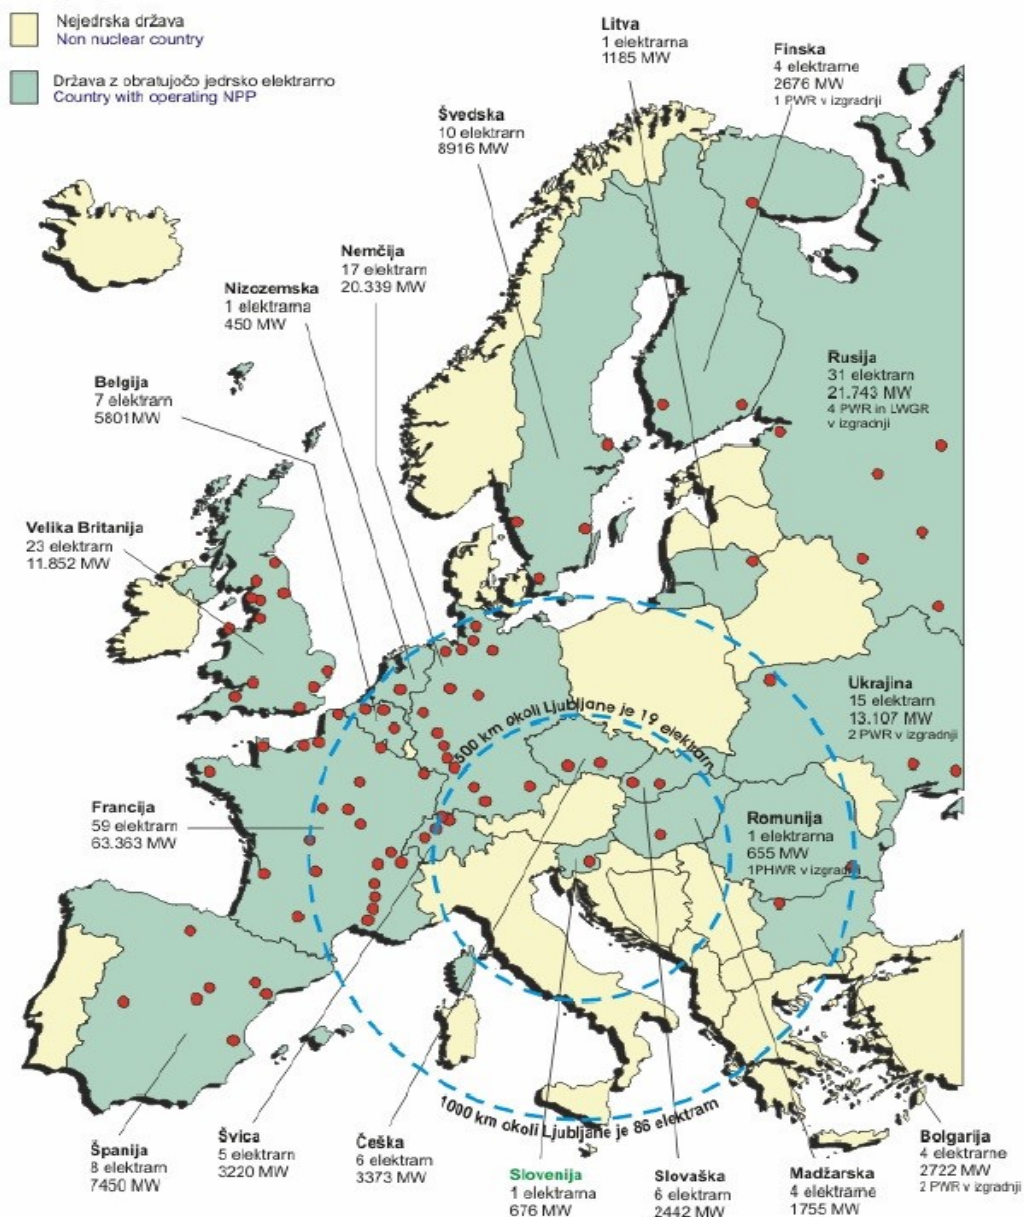 Nejedrska država
Non nuclear country
Država z obratujočo jedrsko elektrarno
Country with operating NPP
Litva
1 elektrarna
1185 MW
Finska
4 elektrarne
2676 MW
1 PWR v izgradnji
Švedska
10 elektrarn
8916 MW
Nemčija
17 elektrarn
20.339 MW
Nizozemska
1 elektrarna
450 MW
Belgija
7 elektrarn
5801MW
Rusija
31 elektrarn
21.743 MW
4 PWR in LWGR
v izgradnji
Velika Britanija
23 elektrarn
11.852 MW
Ukrajina
15 elektrarn
13.107 MW
2 PWR v izgradnji
500 km okoli Ljubljane je 19 elektrarn
Francija
59 elektrarn
63.363 MW
Romunija
1 elektrarna
655 MW
1PHWR v izgradnji
1000 km okoli Ljubljane je 86 elektrarn
Španija
8 elektrarn
7450 MW
Švica
5 elektrarn
3220 MW
Češka
6 elektrarn
3373 MW
Slovenija
1 elektrarna
676 MW
Slovaška
6 elektrarn
2442 MW
Madžarska
4 elektrarne
1755 MW
Bolgarija
4 elektrarne
2722 MW
2 PWR v izgradnji